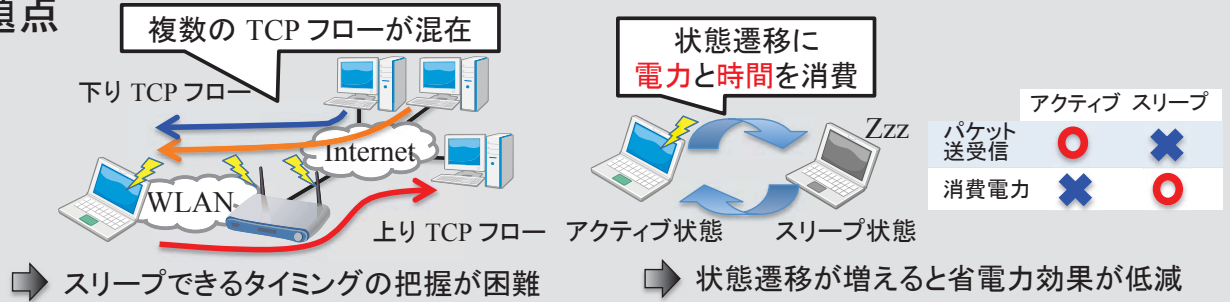 題点
複数の TCP フローが混在
下り TCP フロー
Internet
WLAN
上り TCP フロー
スリープできるタイミングの把握が困難
状態遷移に
電力と時間を消費
Zzz
アクティブ状態
スリープ状態
状態遷移が増えると省電力効果が低減
アクティブ スリープ
パケット
送受信
消費電力